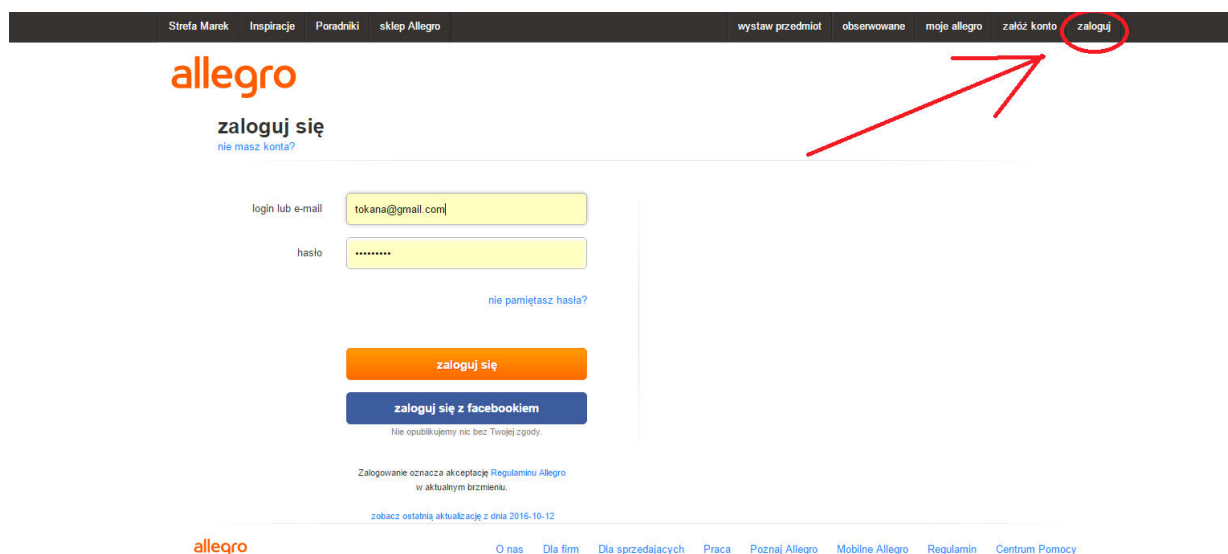 Strefa Marek Inspiracje Poradniki sklep Allegro wystaw przedmiot obserwowane moje allegro załóż konto zaloguj
allegro
zaloguj się
nie masz konta?
login lub e-mail tokana@gmail.com
hasło •••••••••
nie pamiętasz hasła?
zaloguj się
zaloguj się z facebookiem
Nie opublikujemy nic bez Twojej zgody.
Zalogowanie oznacza akceptację Regulaminu Allegro
w aktualnym brzmieniu.
zobacz ostatnią aktualizację z dnia 2016-10-12
allegro O nas Dla firm Dla sprzedających Praca Poznaj Allegro Mobilne Allegro Regulamin Centrum Pomocy